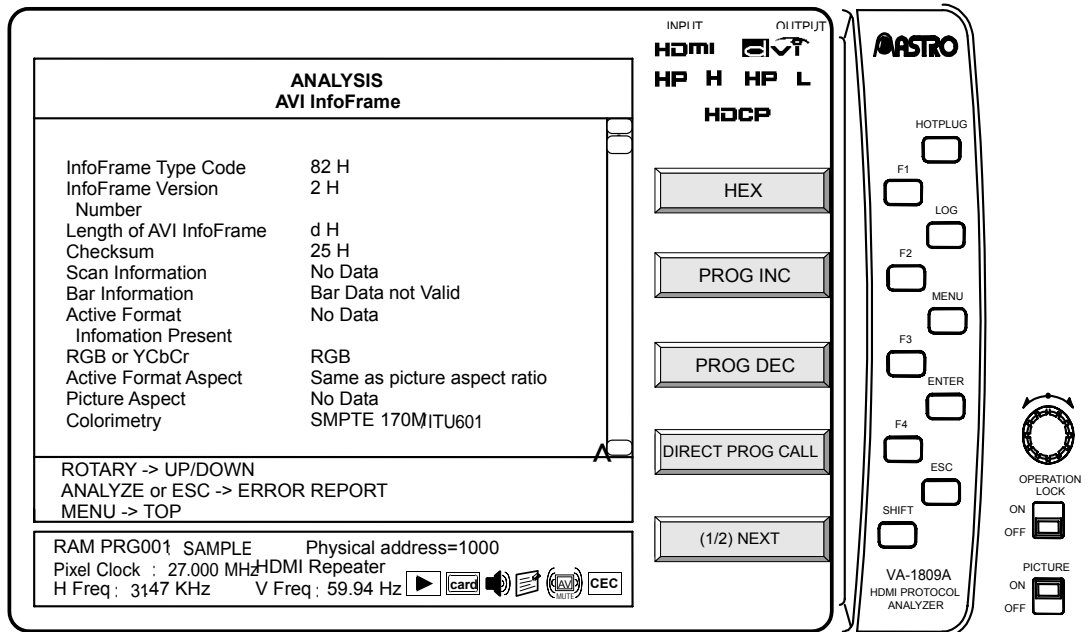 ANALYSIS
AVI InfoFrame
InfoFrame Type Code 82 H
InfoFrame Version 2 H
Number
Length of AVI InfoFrame d H
Checksum 25 H
Scan Information No Data
Bar Information Bar Data not Valid
Active Format No Data
Infomation Present
RGB or YCbCr RGB
Active Format Aspect Same as picture aspect ratio
Picture Aspect No Data
Colorimetry SMPTE 170M/ITU601
ROTARY -> UP/DOWN
ANALYZE or ESC -> ERROR REPORT
MENU -> TOP
RAM PRG001 SAMPLE Physical address=1000
Pixel Clock : 27.000 MHz HDMI Repeater
H Freq : 3147 KHz V Freq : 59.94 Hz card AV MUTE CEC
INPUT OUTPUT
HDMI dvi
HP H HP L
HDCP
HEX
PROG INC
PROG DEC
DIRECT PROG CALL
(1/2) NEXT
ASTRO
HOTPLUG
F1
LOG
F2
MENU
F3
ENTER
F4
ESC
SHIFT
VA-1809A
HDMI PROTOCOL
ANALYZER
OPERATION
LOCK
ON
OFF
PICTURE
ON
OFF